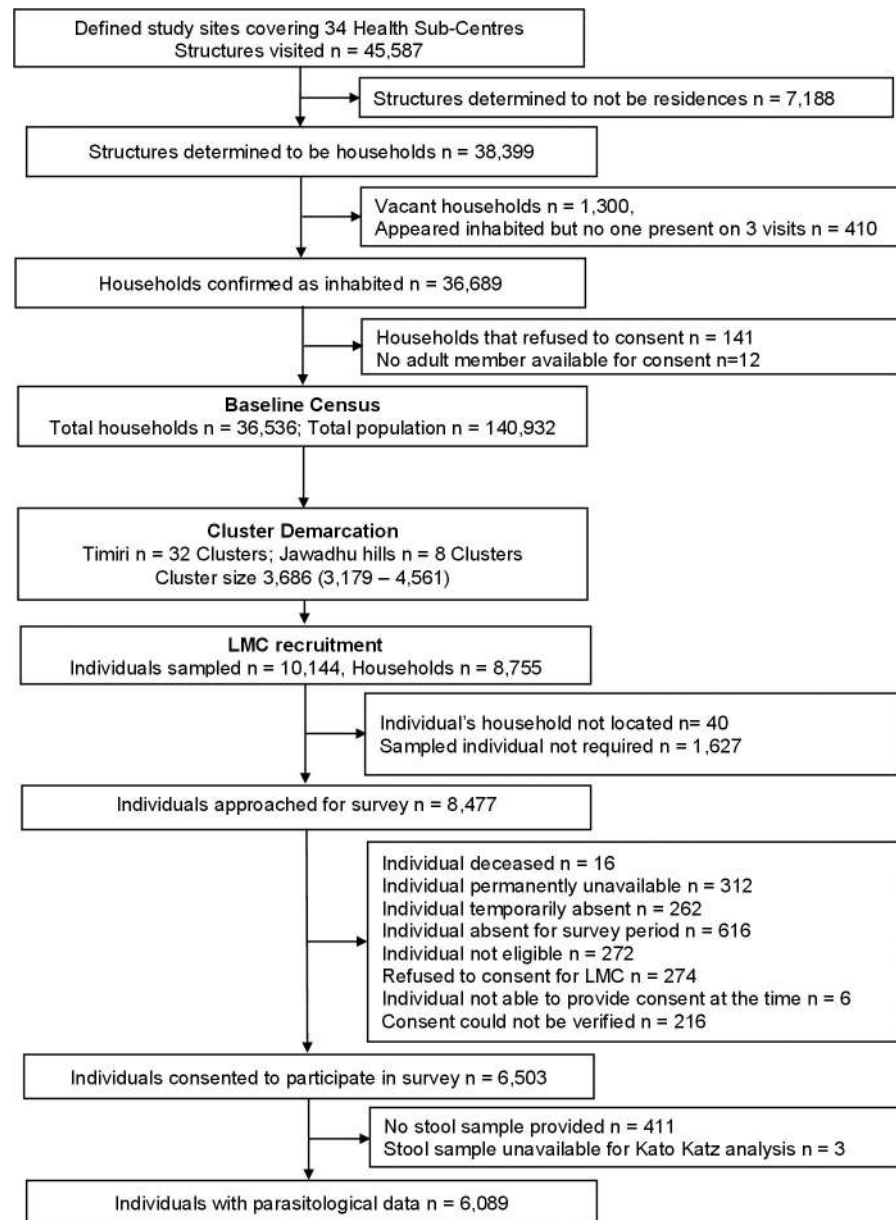 Defined study sites covering 34 Health Sub-Centres
Structures visited n = 45,587
Structures determined to not be residences n = 7,188
Structures determined to be households n = 38,399
Vacant households n = 1,300,
Appeared inhabited but no one present on 3 visits n = 410
Households confirmed as inhabited n = 36,689
Households that refused to consent n = 141
No adult member available for consent n=12
Baseline Census
Total households n = 36,536; Total population n = 140,932
Cluster Demarcation
Timiri n = 32 Clusters; Jawadhu hills n = 8 Clusters
Cluster size 3,686 (3,179 – 4,561)
LMC recruitment
Individuals sampled n = 10,144, Households n = 8,755
Individual's household not located n= 40
Sampled individual not required n = 1,627
Individuals approached for survey n = 8,477
Individual deceased n = 16
Individual permanently unavailable n = 312
Individual temporarily absent n = 262
Individual absent for survey period n = 616
Individual not eligible n = 272
Refused to consent for LMC n = 274
Individual not able to provide consent at the time n = 6
Consent could not be verified n = 216
Individuals consented to participate in survey n = 6,503
No stool sample provided n = 411
Stool sample unavailable for Kato Katz analysis n = 3
Individuals with parasitological data n = 6,089